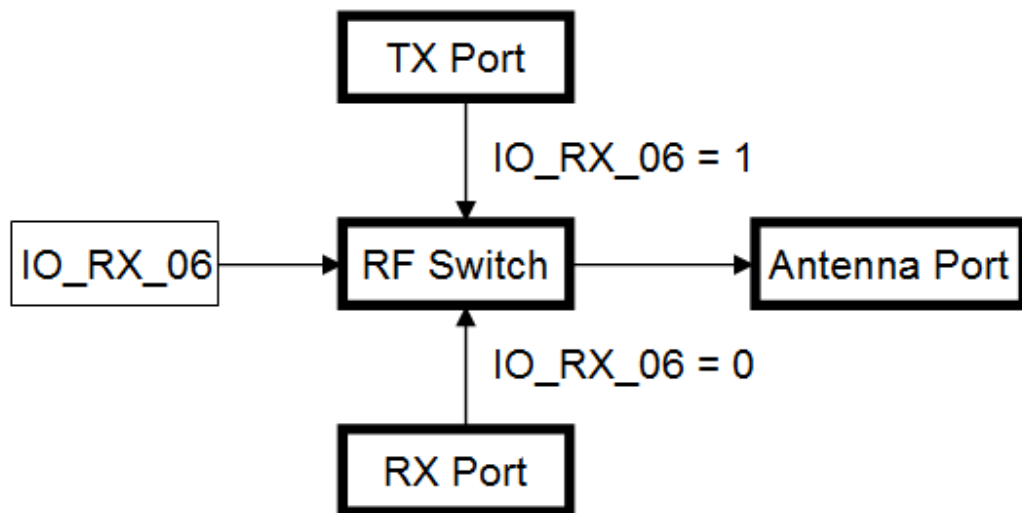 TX Port
IO_RX_06 = 1
IO_RX_06
RF Switch
Antenna Port
IO_RX_06 = 0
RX Port